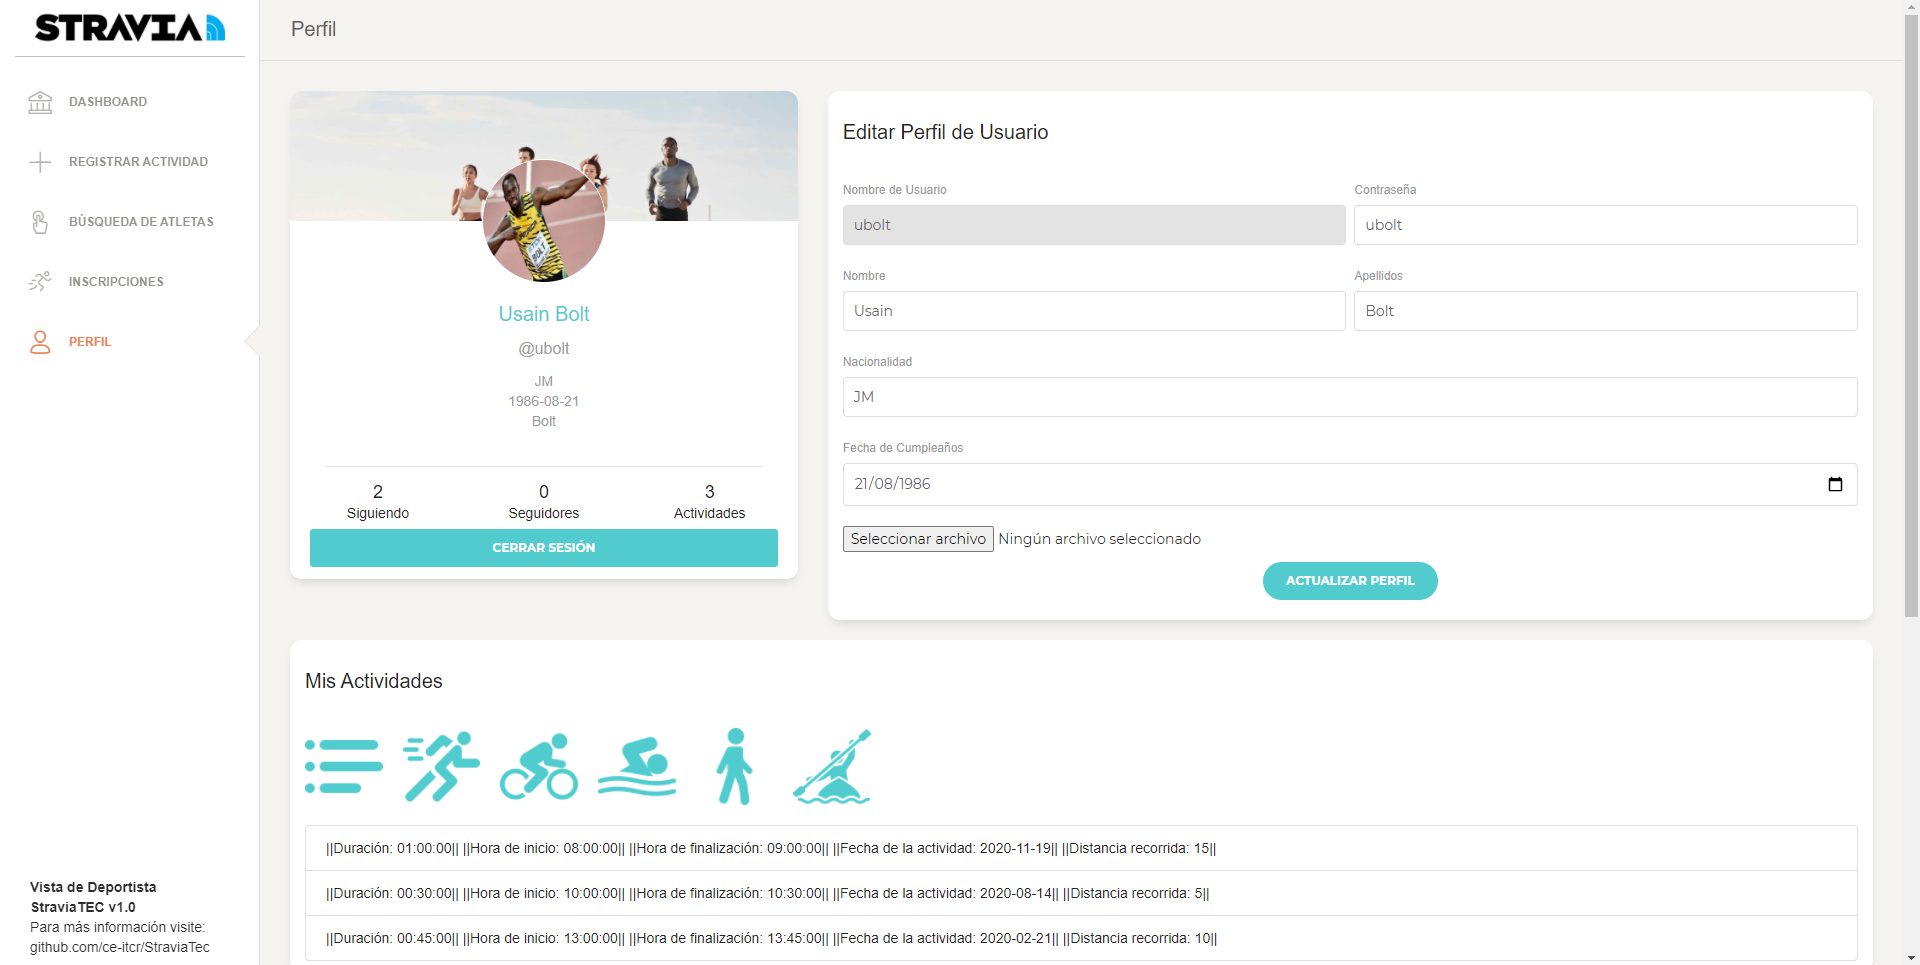 STRAVIA
DASHBOARD
REGISTRAR ACTIVIDAD
BÚSQUEDA DE ATLETAS
INSCRIPCIONES
PERFIL
Vista de Deportista
StraviaTEC v1.0
Para más información visite:
github.com/ce-itcr/StraviaTec
Perfil
BOLT
Usain Bolt
@ubolt
JM
1986-08-21
Bolt
2 0 3
Siguiendo Seguidores Actividades
CERRAR SESIÓN
Editar Perfil de Usuario
Nombre de Usuario Contraseña
ubolt ubolt
Nombre Apellidos
Usain Bolt
Nacionalidad
JM
Fecha de Cumpleaños
21/08/1986
Seleccionar archivo Ningún archivo seleccionado
ACTUALIZAR PERFIL
Mis Actividades
||Duración: 01:00:00|| ||Hora de inicio: 08:00:00|| ||Hora de finalización: 09:00:00|| ||Fecha de la actividad: 2020-11-19|| ||Distancia recorrida: 15||
||Duración: 00:30:00|| ||Hora de inicio: 10:00:00|| ||Hora de finalización: 10:30:00|| ||Fecha de la actividad: 2020-08-14|| ||Distancia recorrida: 5||
||Duración: 00:45:00|| ||Hora de inicio: 13:00:00|| ||Hora de finalización: 13:45:00|| ||Fecha de la actividad: 2020-02-21|| ||Distancia recorrida: 10||